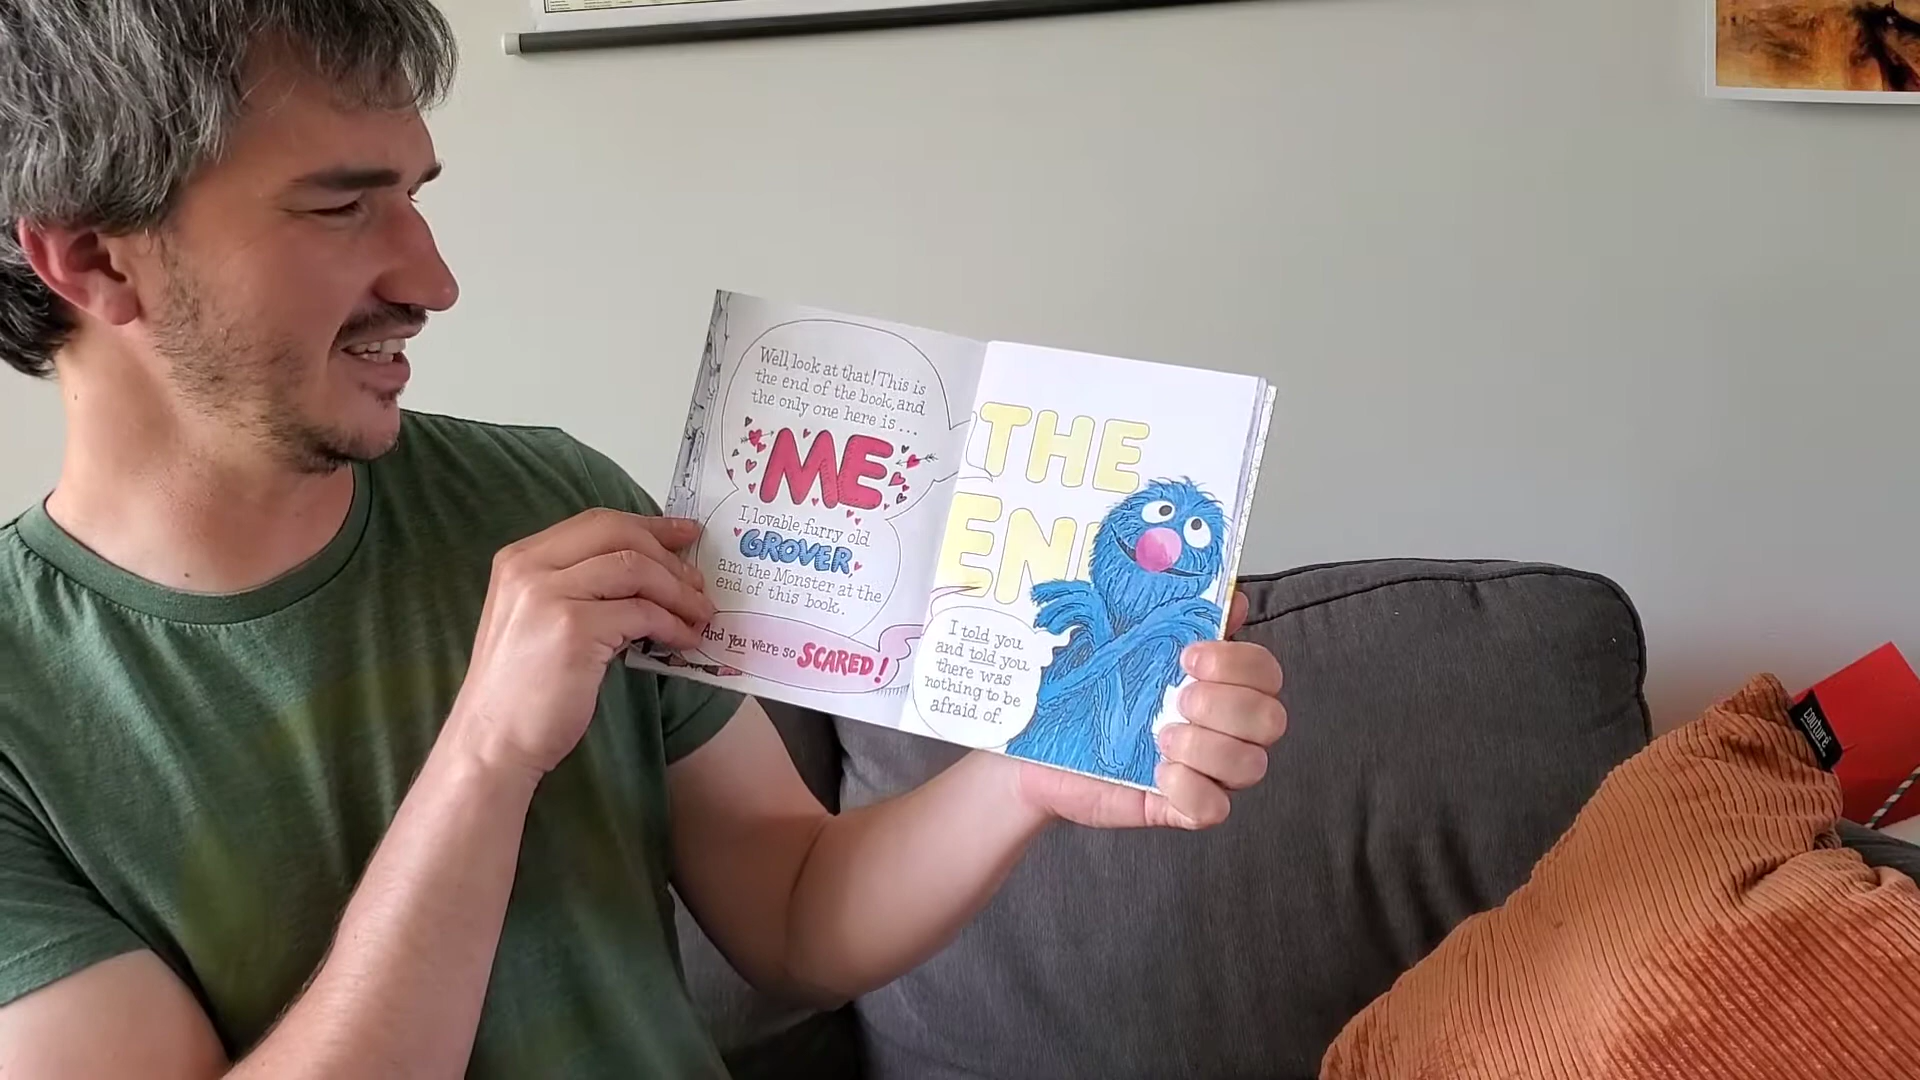 Well, look at that! This is
the end of the book, and
the only one here is...
ME
I, lovable, furry old
GROVER,
am the Monster at the
end of this book.
And you were so SCARED!
THE
EN
I told you
and told you
there was
nothing to be
afraid of.
couture